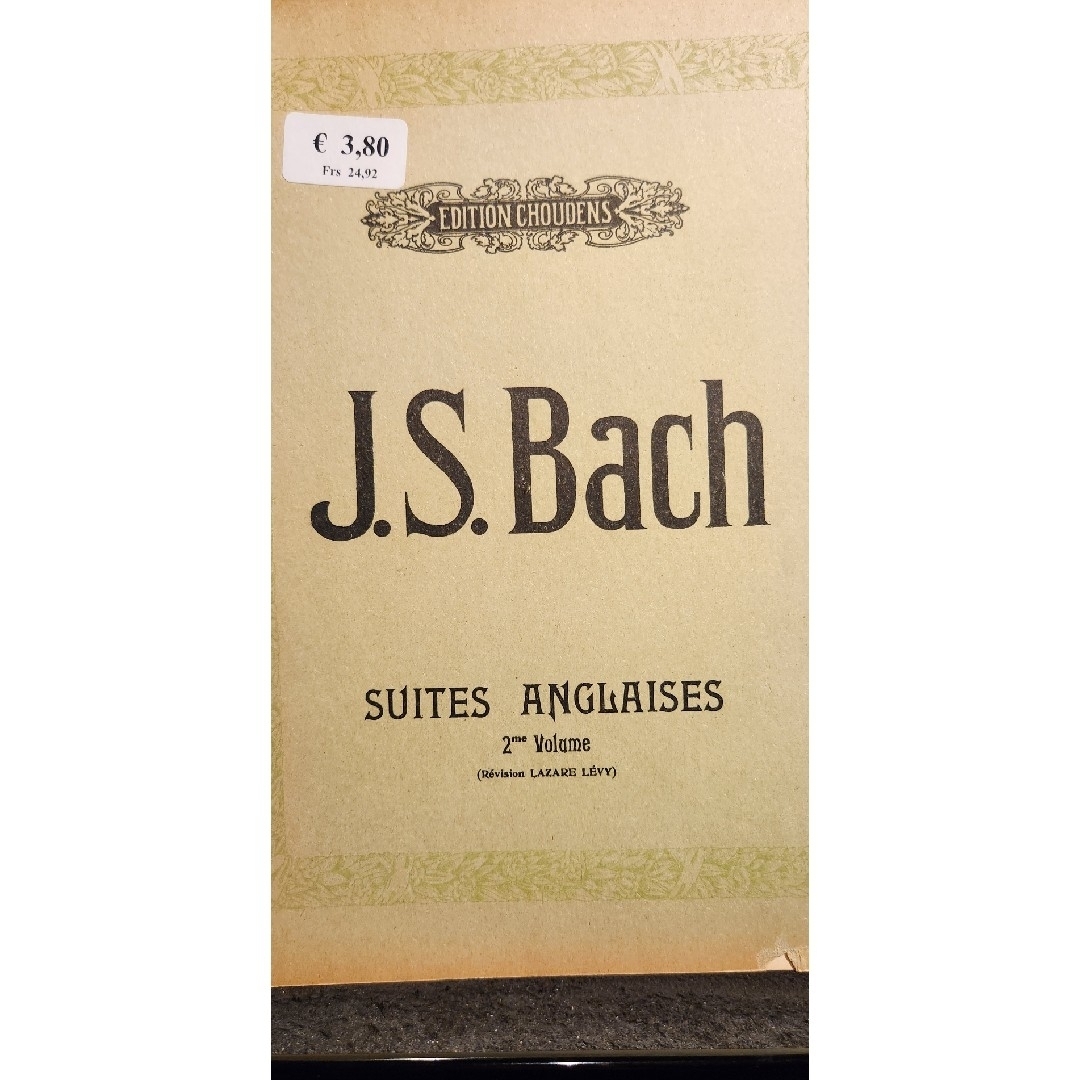 € 3,80
Frs 24,92
EDITION CHOUDENS
J.S. Bach
SUITES ANGLAISES
2me Volume
(Révision LAZARE LÉVY)